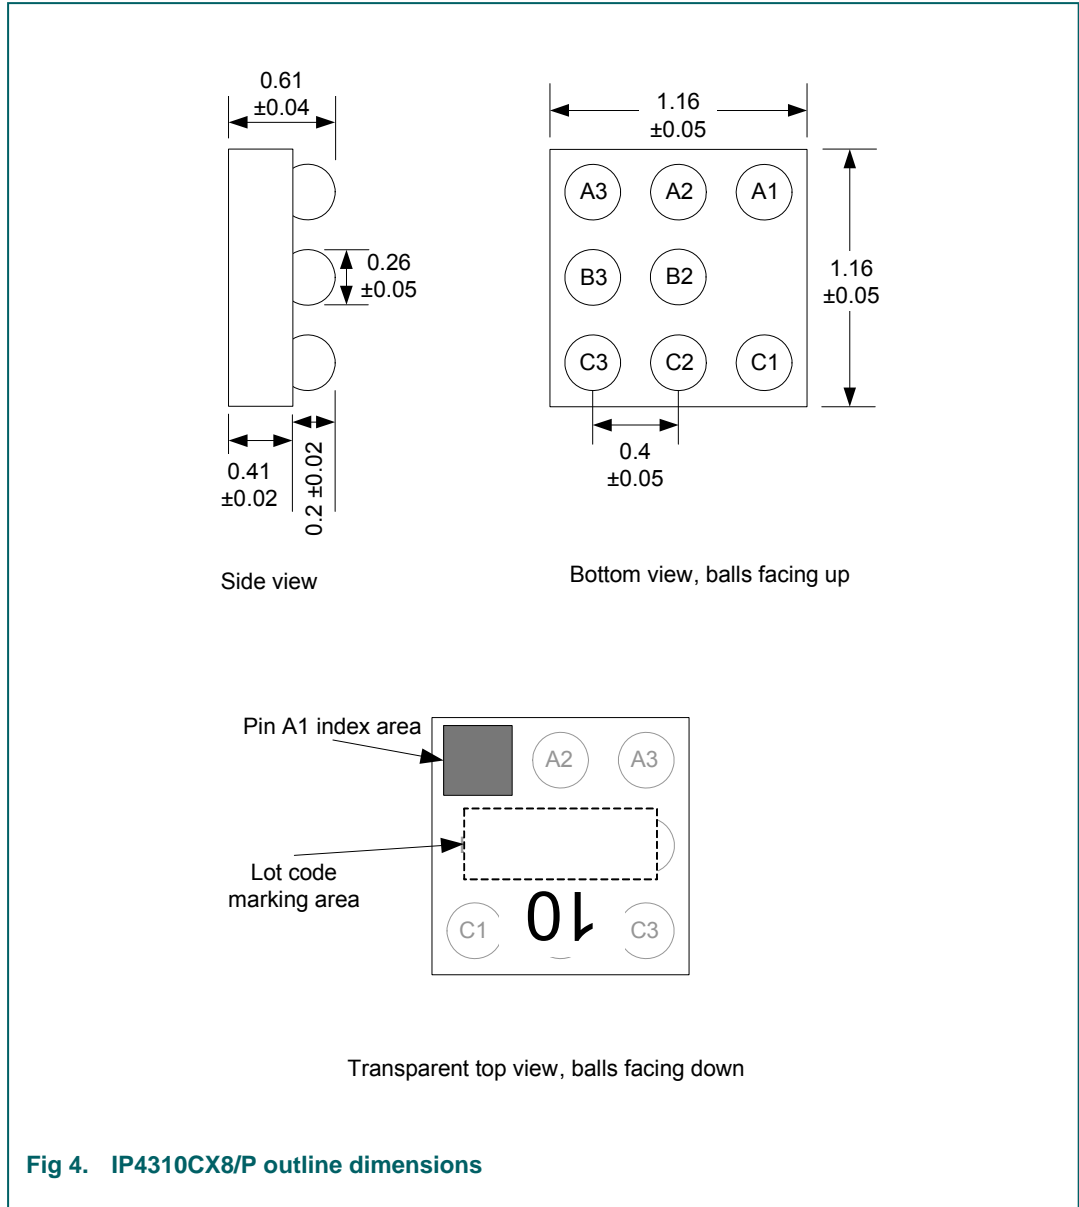 0.61
±0.04
1.16
±0.05
A3 A2 A1
0.26
±0.05
B3 B2
1.16
±0.05
C3 C2 C1
0.41
±0.02
0.2 ±0.02
0.4
±0.05
Side view
Bottom view, balls facing up
Pin A1 index area
A2 A3
Lot code
marking area
C1 10 C3
Transparent top view, balls facing down
Fig 4. IP4310CX8/P outline dimensions